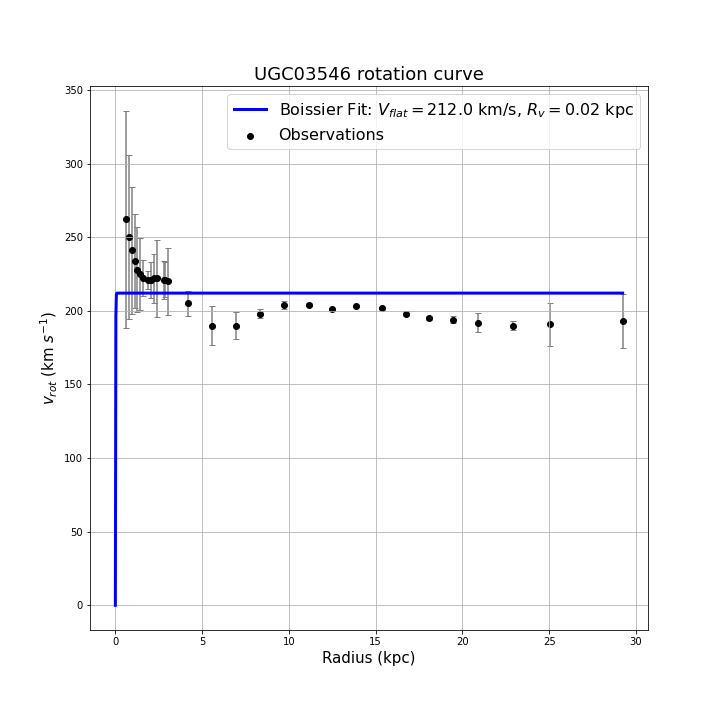 UGC03546 rotation curve
Boissier Fit: $V_{flat} = 212.0$ km/s, $R_v = 0.02$ kpc
Observations
350
300
250
200
150
100
50
0
$v_{rot}$ (km $s^{-1}$)
0 5 10 15 20 25 30
Radius (kpc)